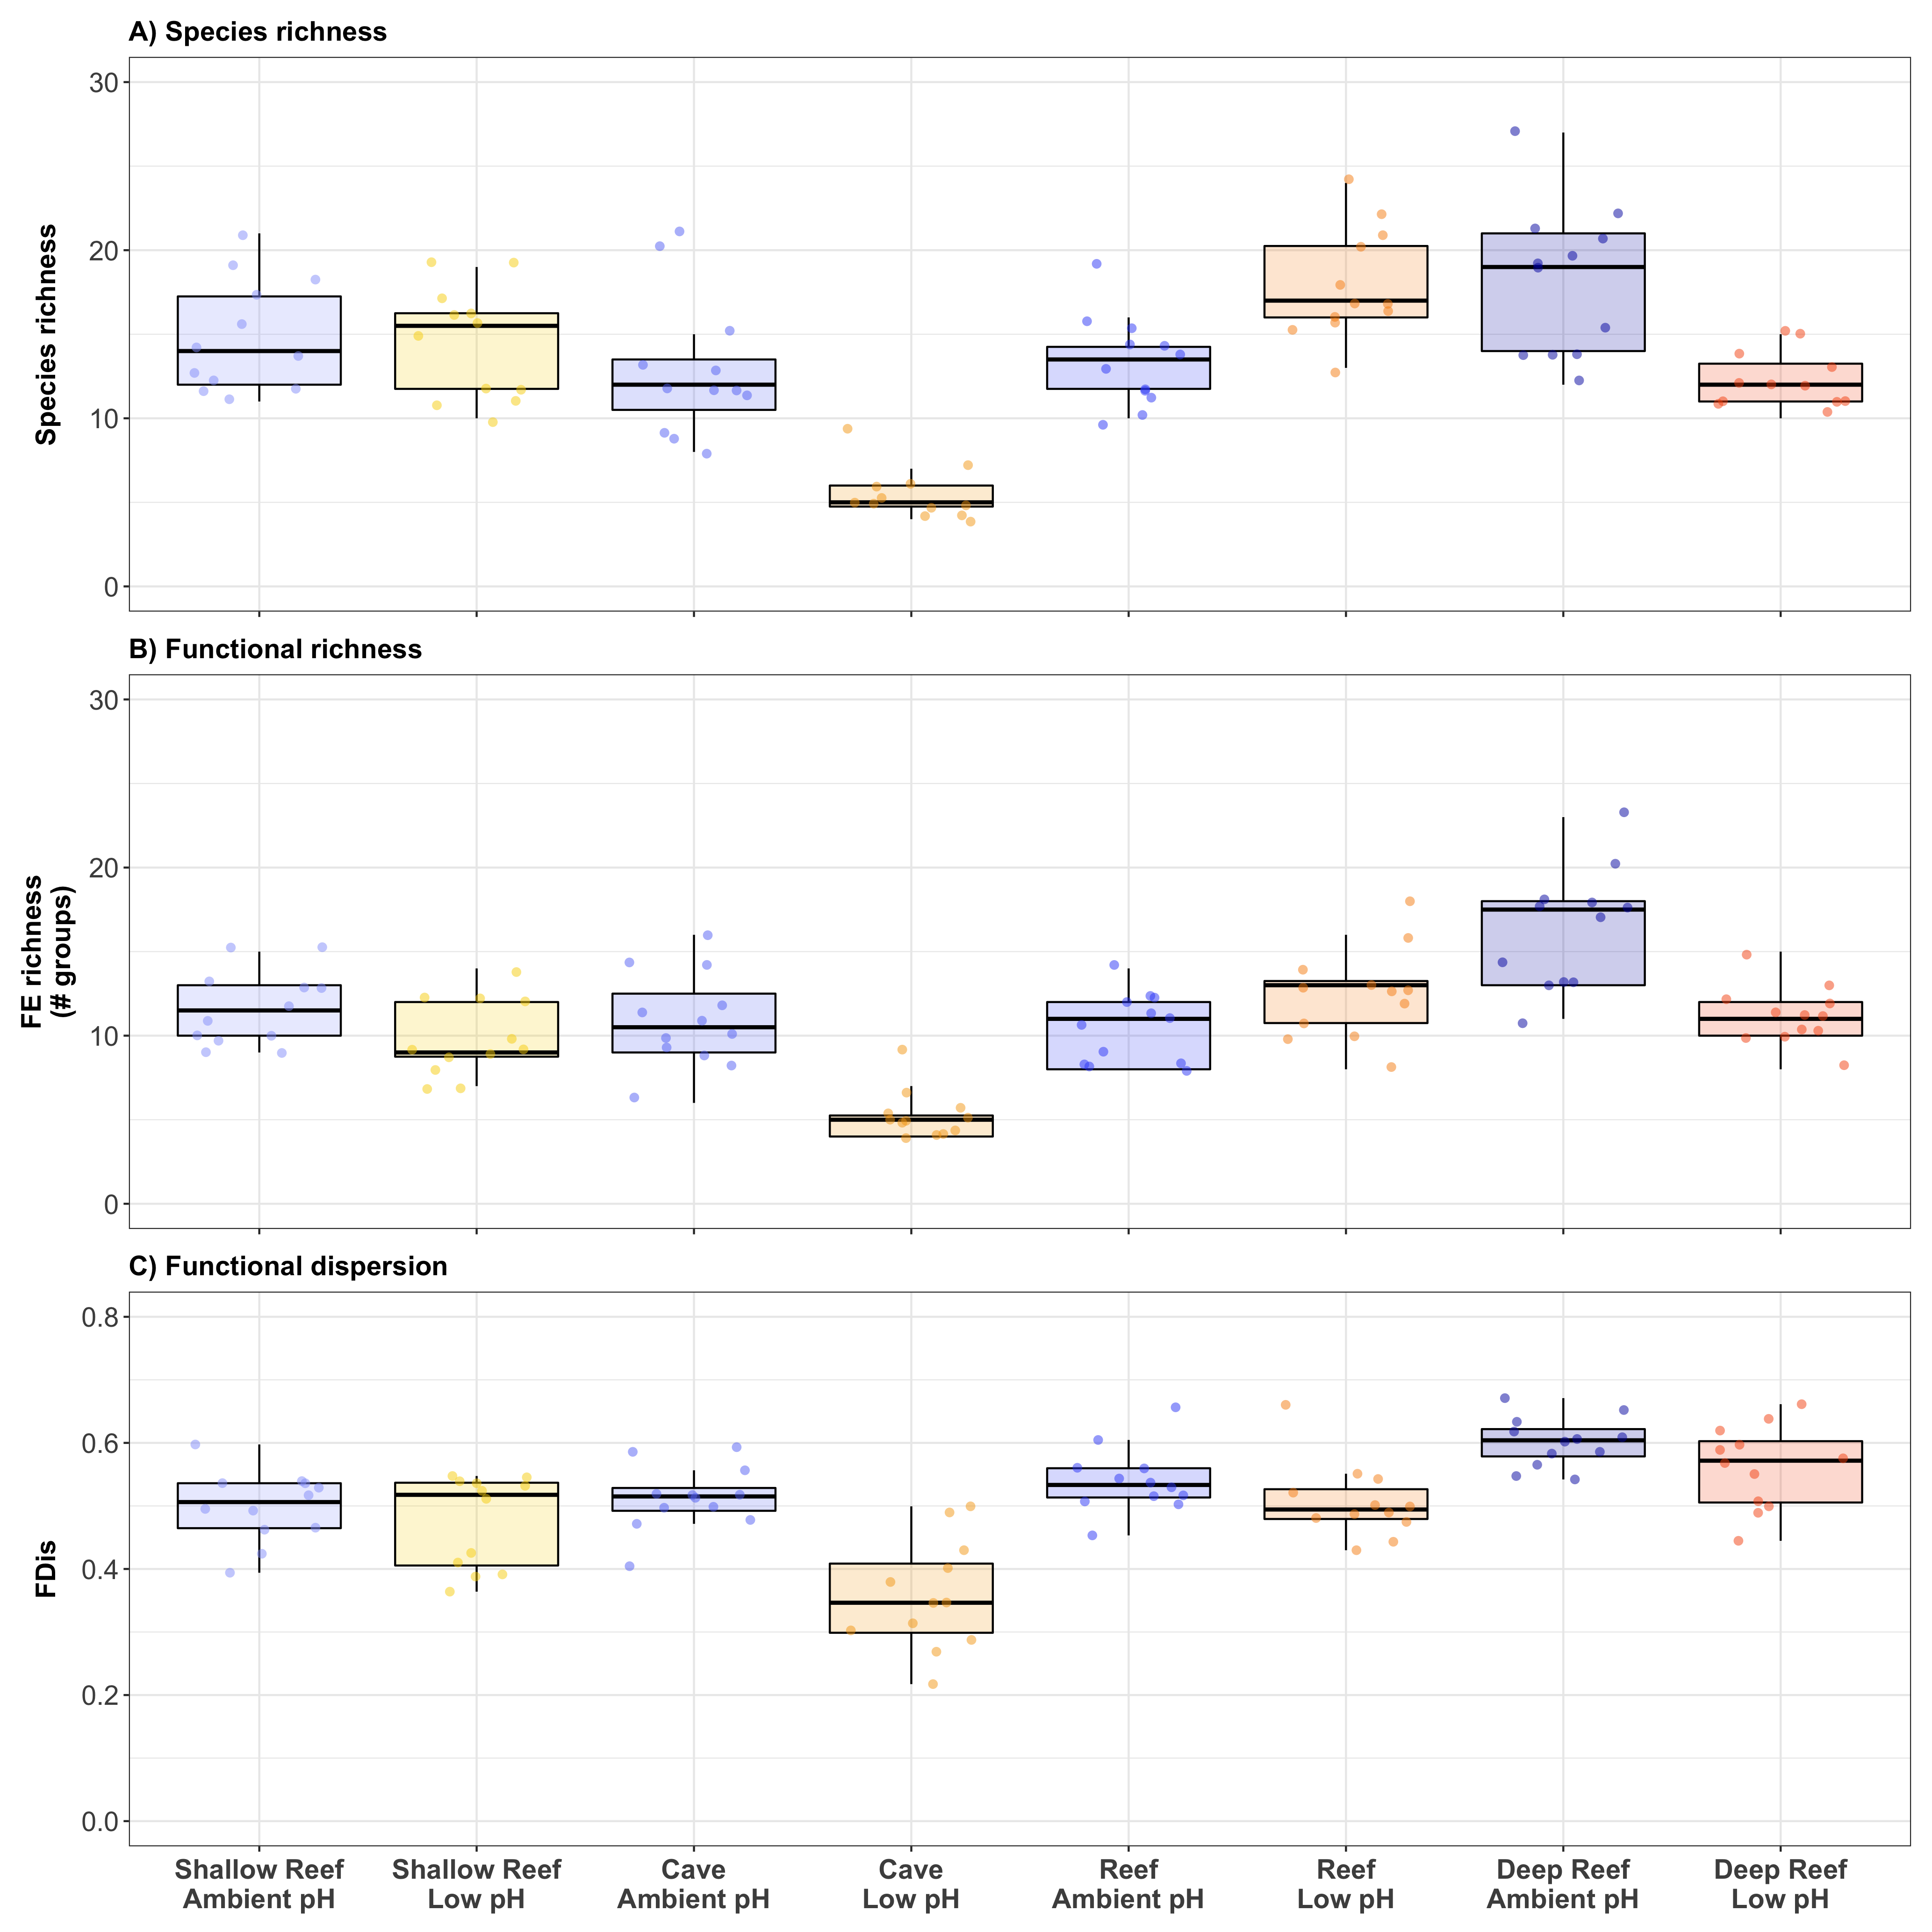 A) Species richness
30
20
10
0
Species richness
B) Functional richness
30
20
10
0
FE richness
(# groups)
C) Functional dispersion
0.8
0.6
0.4
0.2
0.0
FDis
Shallow Reef
Ambient pH
Shallow Reef
Low pH
Cave
Ambient pH
Cave
Low pH
Reef
Ambient pH
Reef
Low pH
Deep Reef
Ambient pH
Deep Reef
Low pH